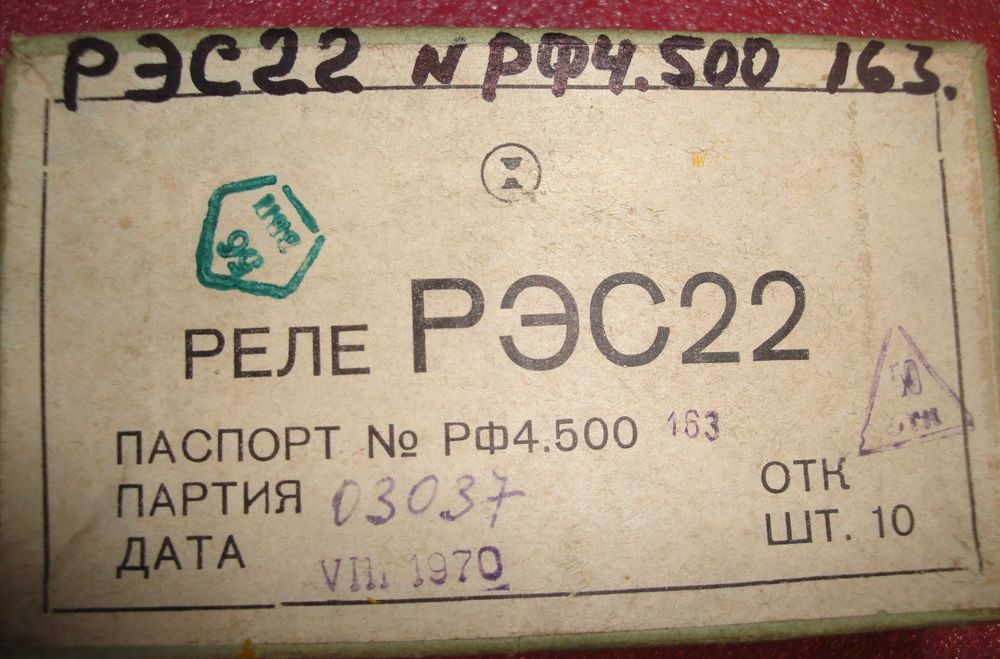 РЭС22 N РФ4.500 163.
РЕЛЕ РЭС22
ПАСПОРТ № РФ4.500 163
ПАРТИЯ 03037
ДАТА VIII 1970
50
ОТК
ШТ. 10